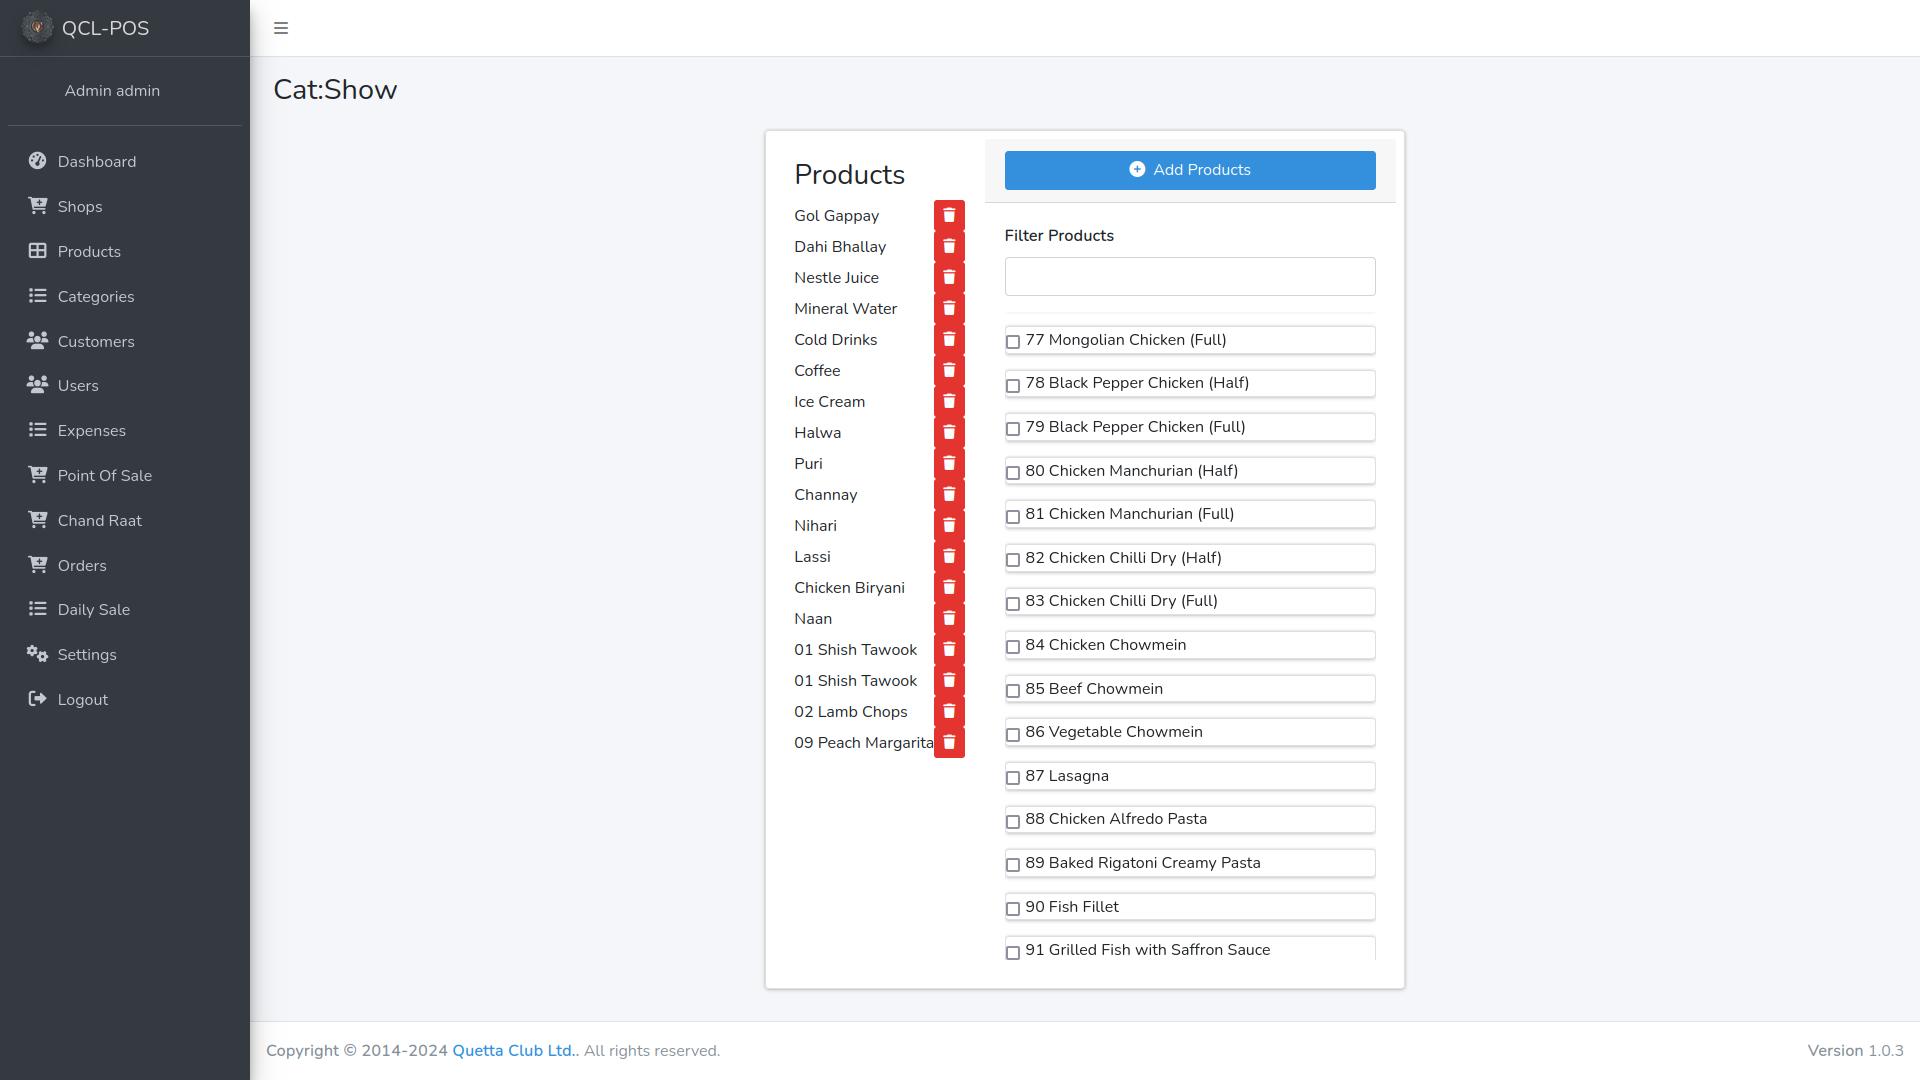 QCL-POS
Admin admin
Dashboard
Shops
Products
Categories
Customers
Users
Expenses
Point Of Sale
Chand Raat
Orders
Daily Sale
Settings
Logout
Cat:Show
Products
Gol Gappay
Dahi Bhallay
Nestle Juice
Mineral Water
Cold Drinks
Coffee
Ice Cream
Halwa
Puri
Channay
Nihari
Lassi
Chicken Biryani
Naan
01 Shish Tawook
01 Shish Tawook
02 Lamb Chops
09 Peach Margarita
Add Products
Filter Products
77 Mongolian Chicken (Full)
78 Black Pepper Chicken (Half)
79 Black Pepper Chicken (Full)
80 Chicken Manchurian (Half)
81 Chicken Manchurian (Full)
82 Chicken Chilli Dry (Half)
83 Chicken Chilli Dry (Full)
84 Chicken Chowmein
85 Beef Chowmein
86 Vegetable Chowmein
87 Lasagna
88 Chicken Alfredo Pasta
89 Baked Rigatoni Creamy Pasta
90 Fish Fillet
91 Grilled Fish with Saffron Sauce
Copyright © 2014-2024 Quetta Club Ltd.. All rights reserved.
Version 1.0.3